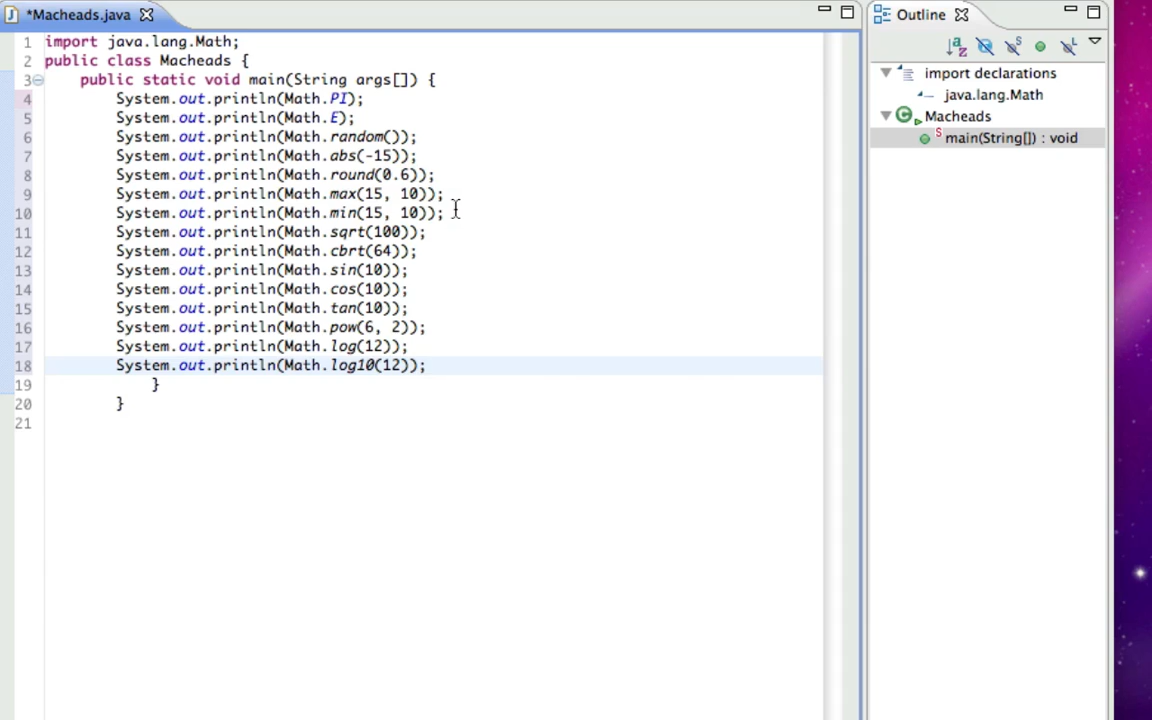 *Macheads.java
1 import java.lang.Math;
2 public class Macheads {
3 public static void main(String args[]) {
4 System.out.println(Math.PI);
5 System.out.println(Math.E);
6 System.out.println(Math.random());
7 System.out.println(Math.abs(-15));
8 System.out.println(Math.round(0.6));
9 System.out.println(Math.max(15, 10));
10 System.out.println(Math.min(15, 10));
11 System.out.println(Math.sqrt(100));
12 System.out.println(Math.cbrt(64));
13 System.out.println(Math.sin(10));
14 System.out.println(Math.cos(10));
15 System.out.println(Math.tan(10));
16 System.out.println(Math.pow(6, 2));
17 System.out.println(Math.log(12));
18 System.out.println(Math.log10(12));
19 }
20 }
21
Outline
import declarations
java.lang.Math
Macheads
main(String[]) : void